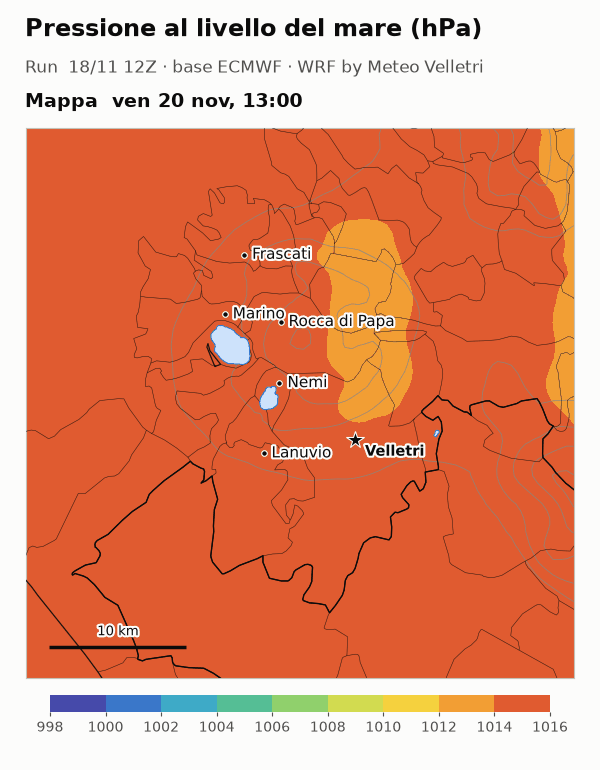 Pressione al livello del mare (hPa)
Run  18/11 12Z · base ECMWF · WRF by Meteo Velletri
Mappa  ven 20 nov, 13:00
Frascati
Marino
Rocca di Papa
Nemi
Velletri
Lanuvio
10 km
998 1000 1002 1004 1006 1008 1010 1012 1014 1016